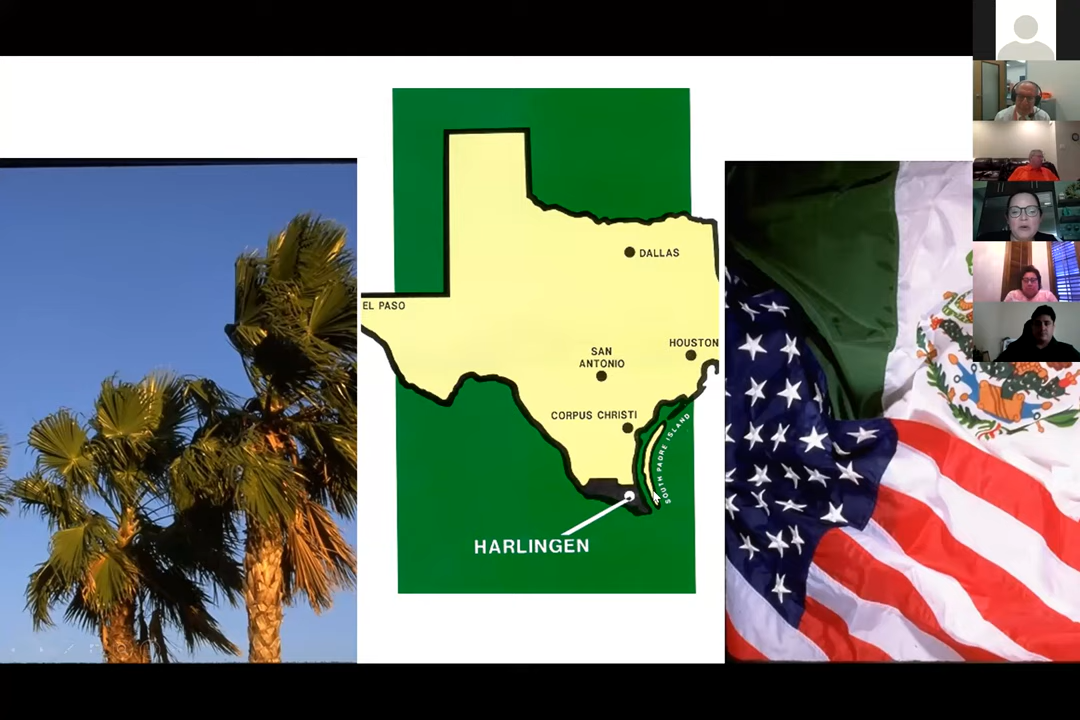 DALLAS
EL PASO
HOUSTON
SAN
ANTONIO
CORPUS CHRISTI
SOUTH PADRE ISLAND
HARLINGEN